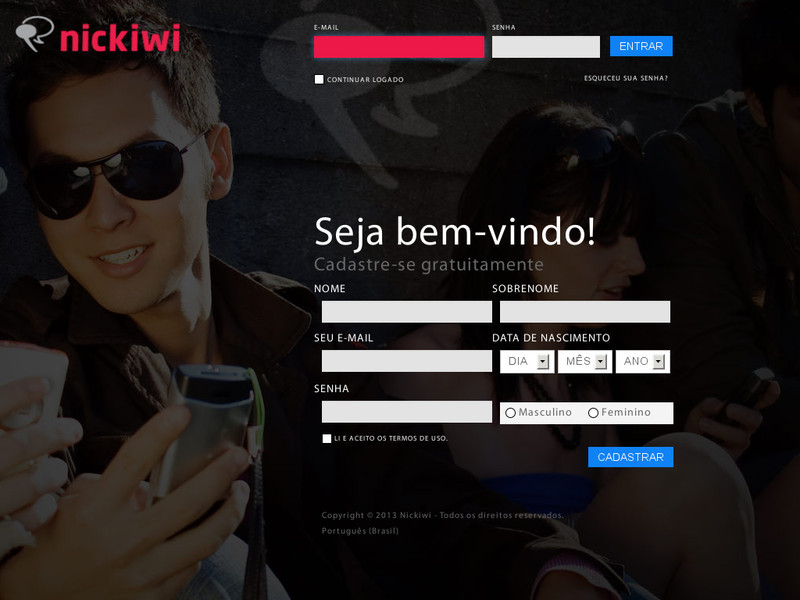 nickiwi
E-MAIL
SENHA
ENTRAR
CONTINUAR LOGADO
ESQUECEU SUA SENHA?
Seja bem-vindo!
Cadastre-se gratuitamente
NOME
SOBRENOME
SEU E-MAIL
DATA DE NASCIMENTO
DIA
MÊS
ANO
SENHA
Masculino
Feminino
LI E ACEITO OS TERMOS DE USO.
CADASTRAR
Copyright © 2013 Nickiwi - Todos os direitos reservados.
Português (Brasil)